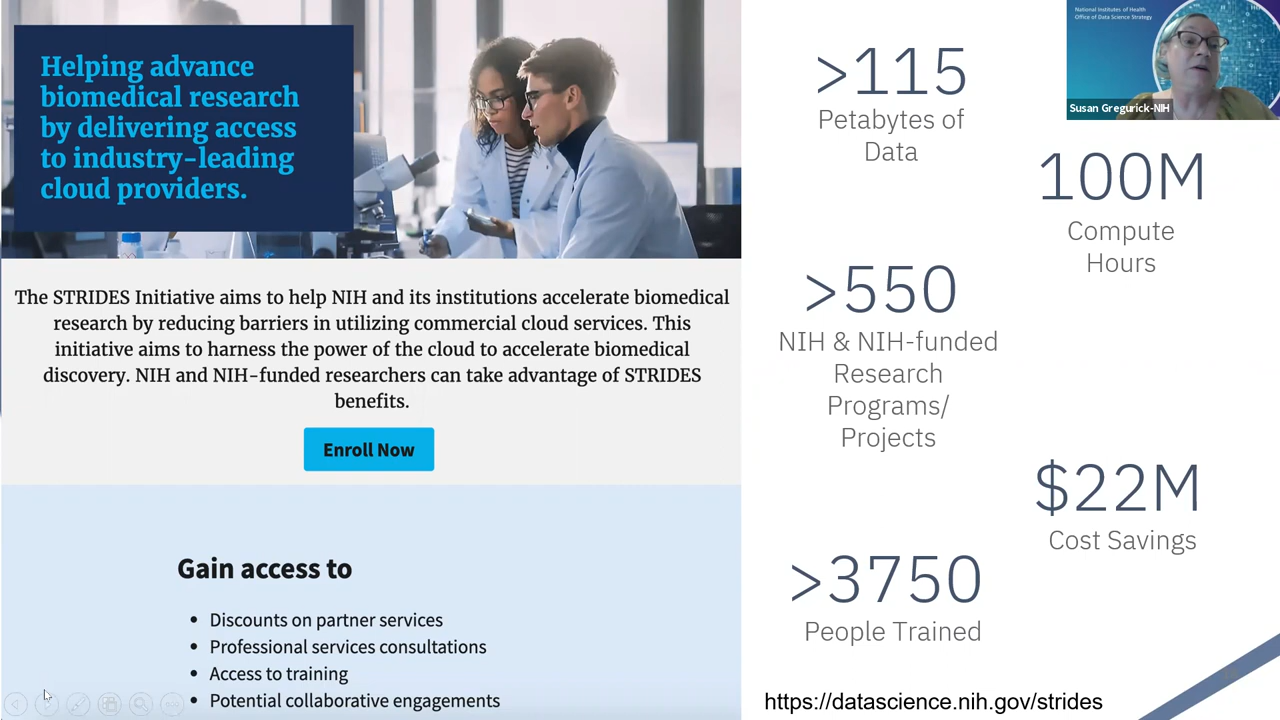 Helping advance
biomedical research
by delivering access
to industry-leading
cloud providers.
The STRIDES Initiative aims to help NIH and its institutions accelerate biomedical
research by reducing barriers in utilizing commercial cloud services. This
initiative aims to harness the power of the cloud to accelerate biomedical
discovery. NIH and NIH-funded researchers can take advantage of STRIDES
benefits.
Enroll Now
Gain access to
• Discounts on partner services
• Professional services consultations
• Access to training
• Potential collaborative engagements
>115
Petabytes of
Data
National Institutes of Health
Office of Data Science Strategy
Susan Gregurick-NIH
100M
Compute
Hours
>550
NIH & NIH-funded
Research
Programs/
Projects
$22M
Cost Savings
>3750
People Trained
https://datascience.nih.gov/strides